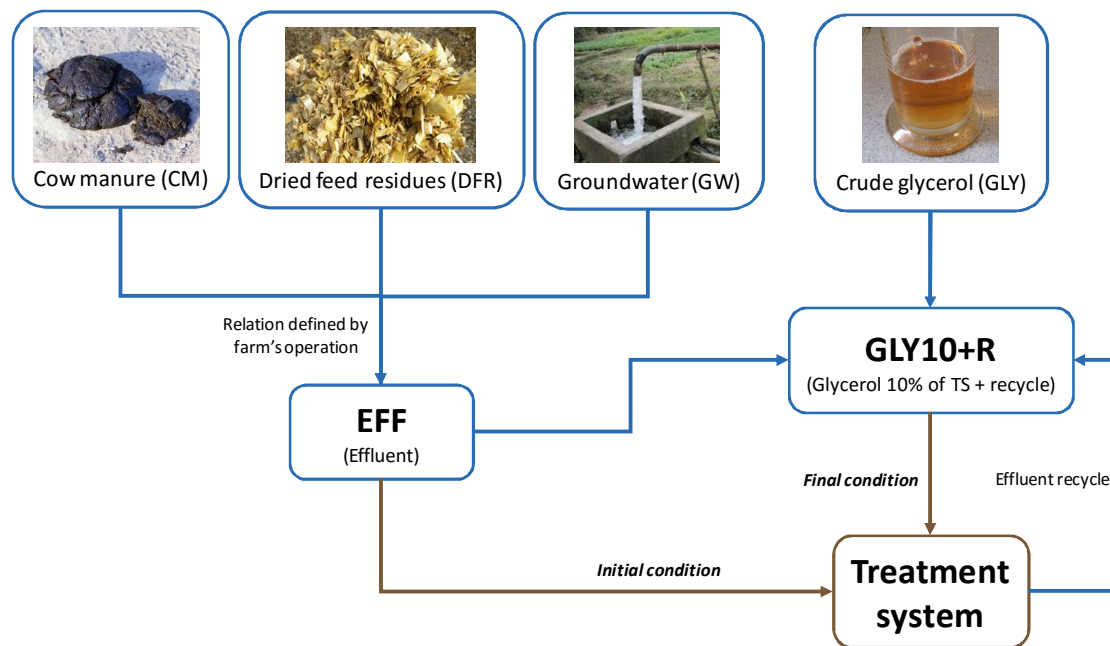 Cow manure (CM)
Dried feed residues (DFR)
Groundwater (GW)
Crude glycerol (GLY)
Relation defined by
farm's operation
GLY10+R
(Glycerol 10% of TS + recycle)
EFF
(Effluent)
Final condition
Effluent recycle
Initial condition
Treatment
system